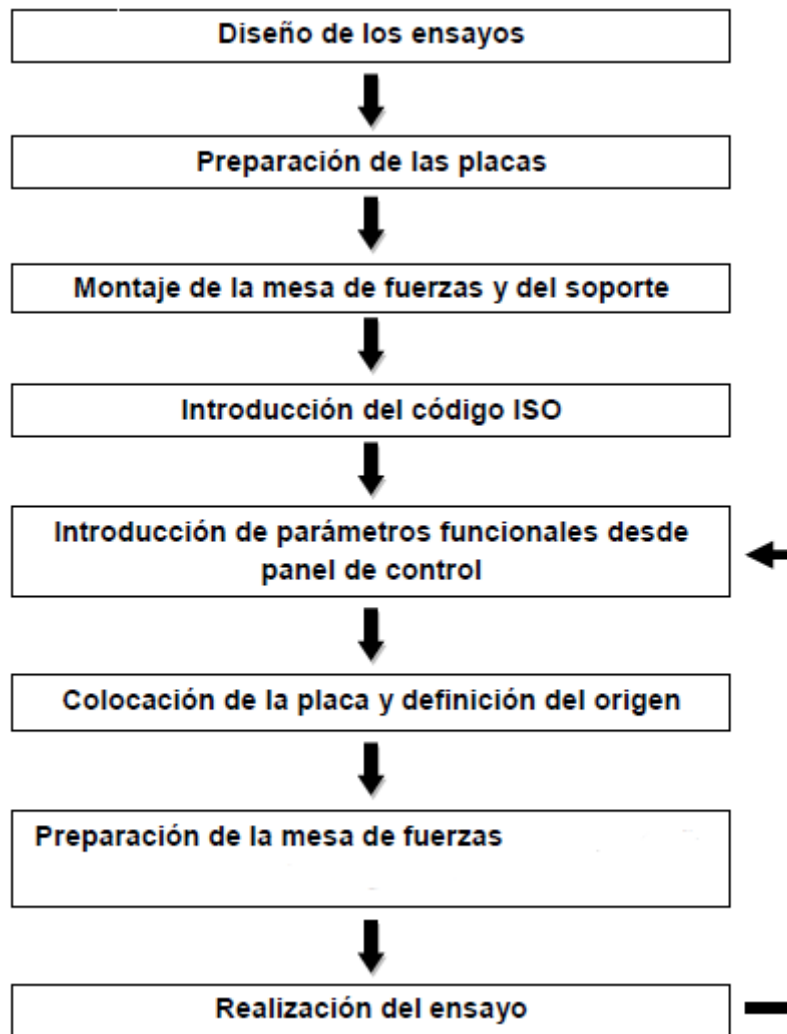 Diseño de los ensayos
Preparación de las placas
Montaje de la mesa de fuerzas y del soporte
Introducción del código ISO
Introducción de parámetros funcionales desde
panel de control
Colocación de la placa y definición del origen
Preparación de la mesa de fuerzas
Realización del ensayo